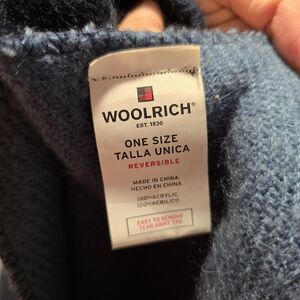 WOOLRICH®
EST. 1830
ONE SIZE
TALLA UNICA
REVERSIBLE
MADE IN CHINA
HECHO EN CHINA
100%ACRYLIC
100%ACRILICO
EASY TO REMOVE
TEAR AWAY TAG